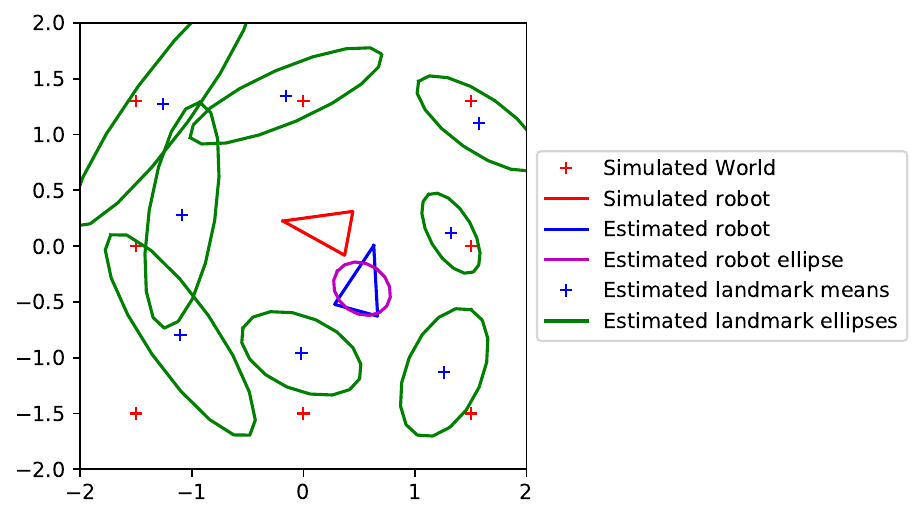 2.0
1.5
1.0
0.5
0.0
−0.5
−1.0
−1.5
−2.0
−2
−1
0
1
2
Simulated World
Simulated robot
Estimated robot
Estimated robot ellipse
Estimated landmark means
Estimated landmark ellipses